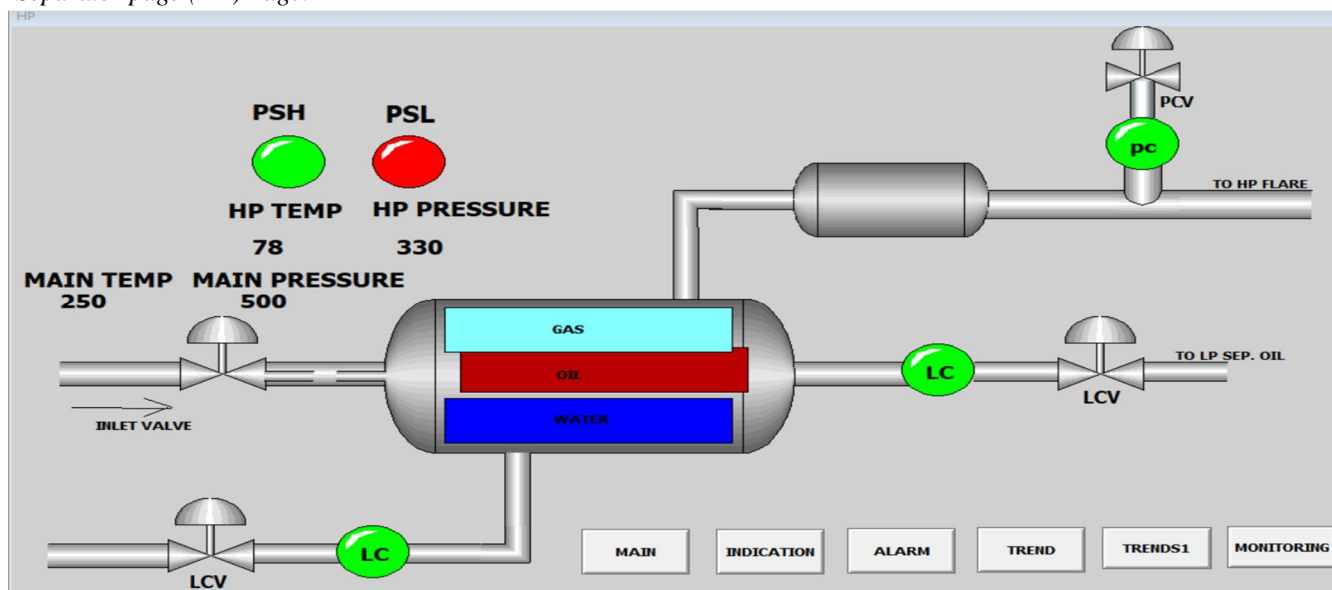 HP
PSH PSL
PCV
pc
TO HP FLARE
HP TEMP HP PRESSURE
78 330
MAIN TEMP MAIN PRESSURE
250 500
GAS
OIL
WATER
LC
TO LP SEP. OIL
LCV
INLET VALVE
LC
LCV
MAIN INDICATION ALARM TREND TRENDS1 MONITORING